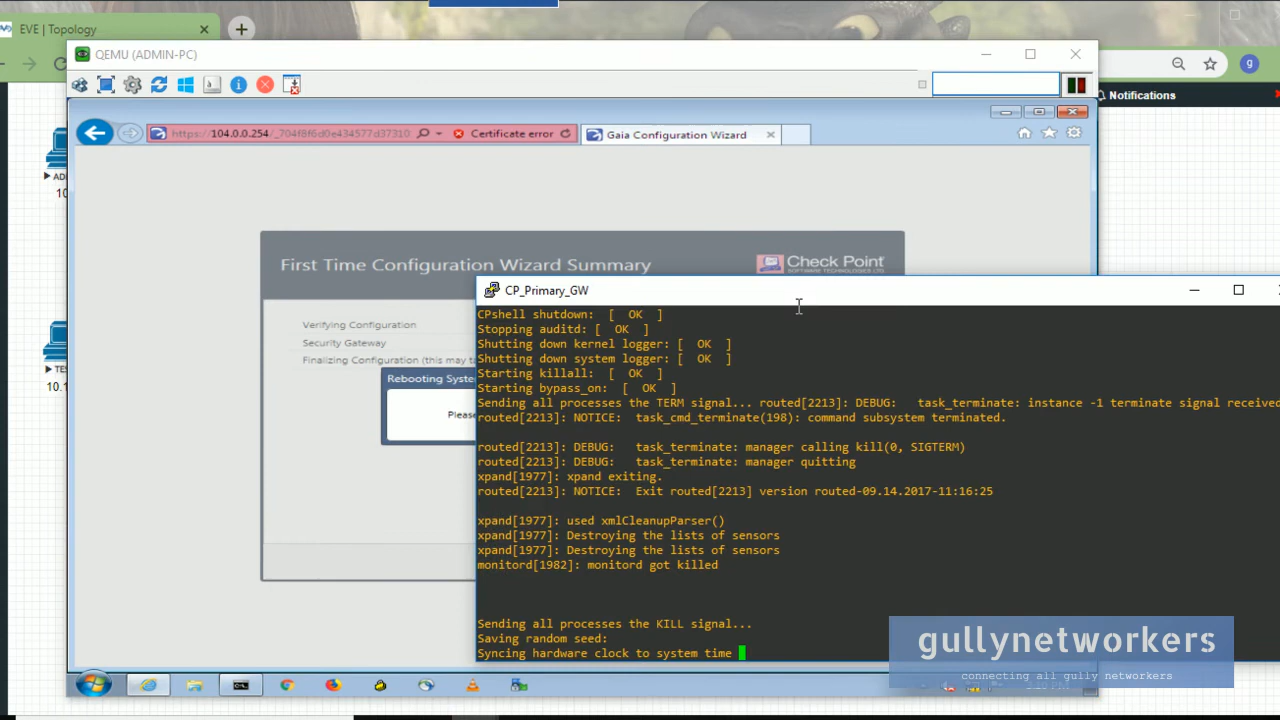 EVE | Topology
QEMU (ADMIN-PC)
Notifications
g
https://104.0.0.254/_704f8f6d0e434577d37310
Certificate error
Gaia Configuration Wizard
AD
10
TES
10.1
First Time Configuration Wizard Summary
Check Point
SOFTWARE TECHNOLOGIES LTD.
Verifying Configuration
Security Gateway
Finalizing Configuration (this may ta
Rebooting Syste
Please
CP_Primary_GW
CPshell shutdown:  [  OK  ]
Stopping auditd: [  OK  ]
Shutting down kernel logger: [  OK  ]
Shutting down system logger: [  OK  ]
Starting killall:  [  OK  ]
Starting bypass_on:  [  OK  ]
Sending all processes the TERM signal... routed[2213]: DEBUG:   task_terminate: instance -1 terminate signal received
routed[2213]: NOTICE:  task_cmd_terminate(198): command subsystem terminated.
routed[2213]: DEBUG:   task_terminate: manager calling kill(0, SIGTERM)
routed[2213]: DEBUG:   task_terminate: manager quitting
xpand[1977]: xpand exiting.
routed[2213]: NOTICE:  Exit routed[2213] version routed-09.14.2017-11:16:25
xpand[1977]: used xmlCleanupParser()
xpand[1977]: Destroying the lists of sensors
xpand[1977]: Destroying the lists of sensors
monitord[1982]: monitord got killed
Sending all processes the KILL signal...
Saving random seed:
Syncing hardware clock to system time
gullynetworkers
connecting all gully networkers